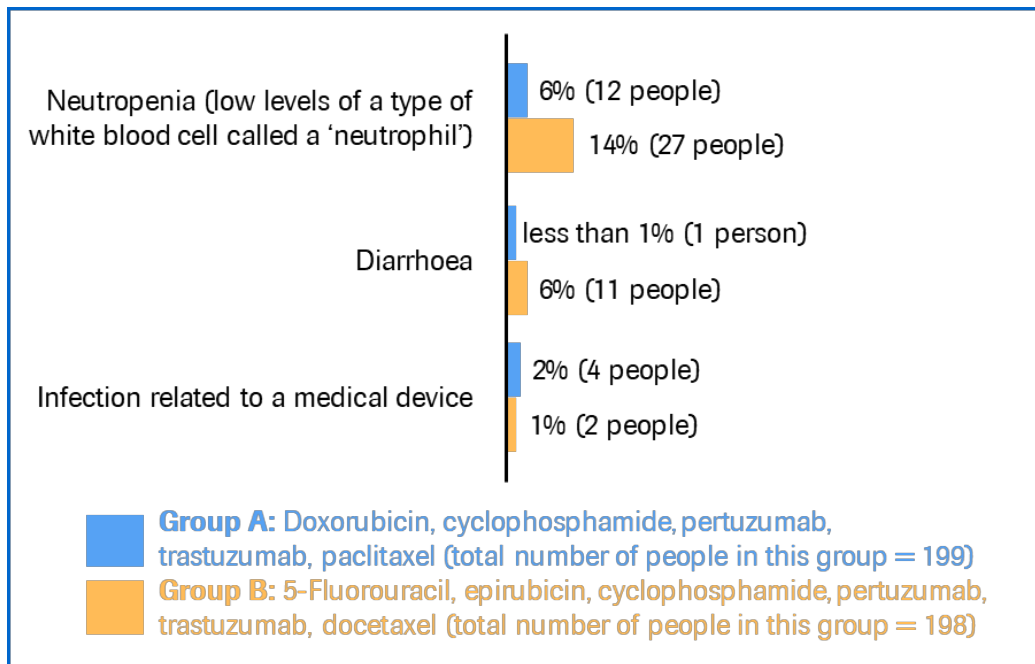 6% (12 people)
Neutropenia (low levels of a type of
white blood cell called a ‘neutrophil’)
14% (27 people)
less than 1% (1 person)
Diarrhoea
6% (11 people)
2% (4 people)
Infection related to a medical device
1% (2 people)
Group A: Doxorubicin, cyclophosphamide, pertuzumab,
trastuzumab, paclitaxel (total number of people in this group = 199)
Group B: 5-Fluorouracil, epirubicin, cyclophosphamide, pertuzumab,
trastuzumab, docetaxel (total number of people in this group = 198)